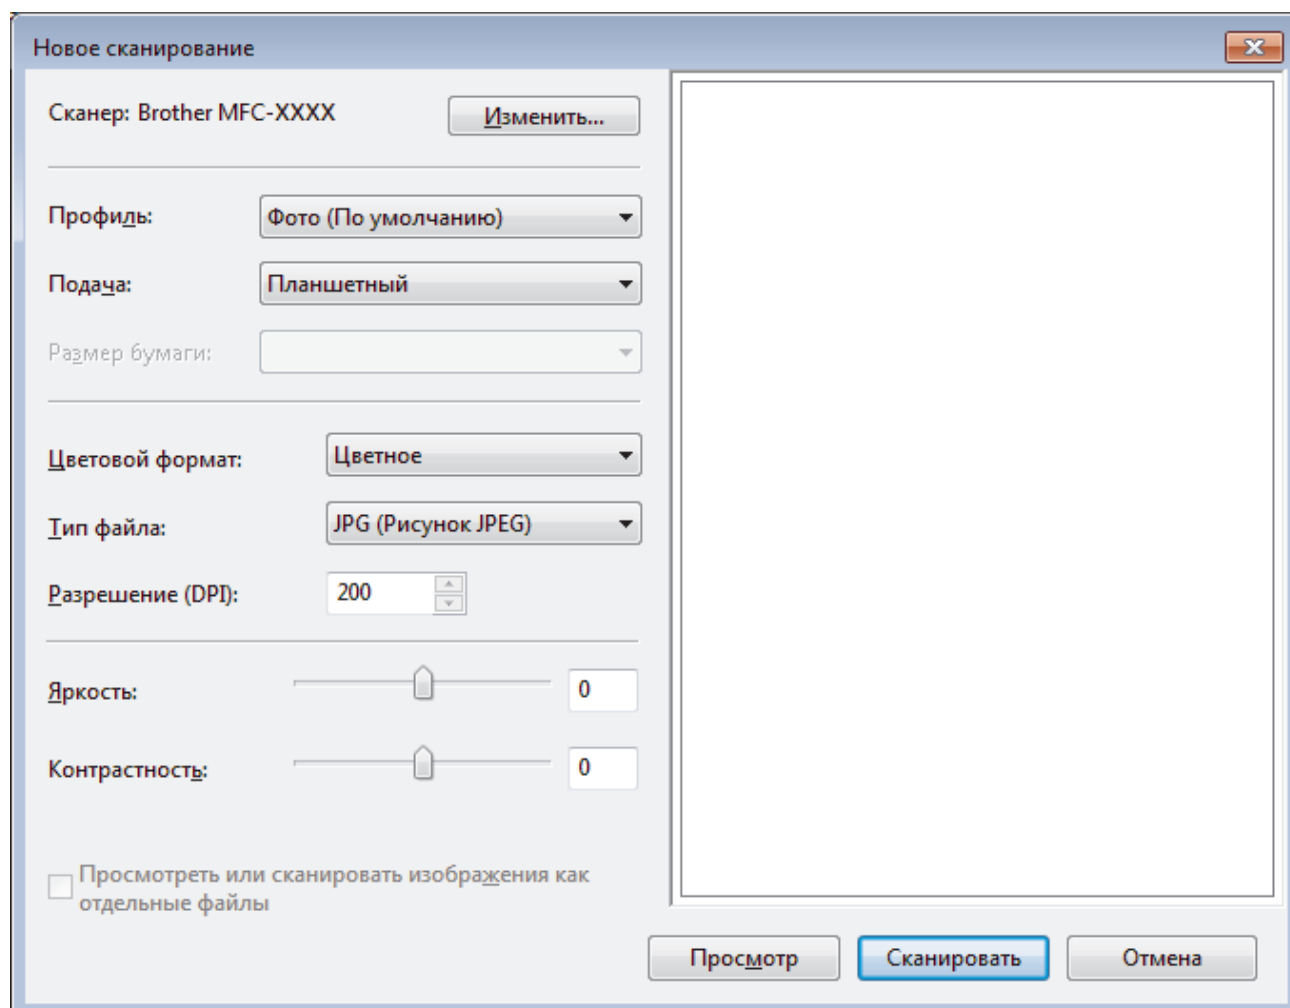 Новое сканирование
Сканер: Brother MFC-XXXX
Изменить...
Профиль:
Фото (По умолчанию)
Подача:
Планшетный
Размер бумаги:
Цветовой формат:
Цветное
Тип файла:
JPG (Рисунок JPEG)
Разрешение (DPI):
200
Яркость:
0
Контрастность:
0
Просмотреть или сканировать изображения как
отдельные файлы
Просмотр
Сканировать
Отмена